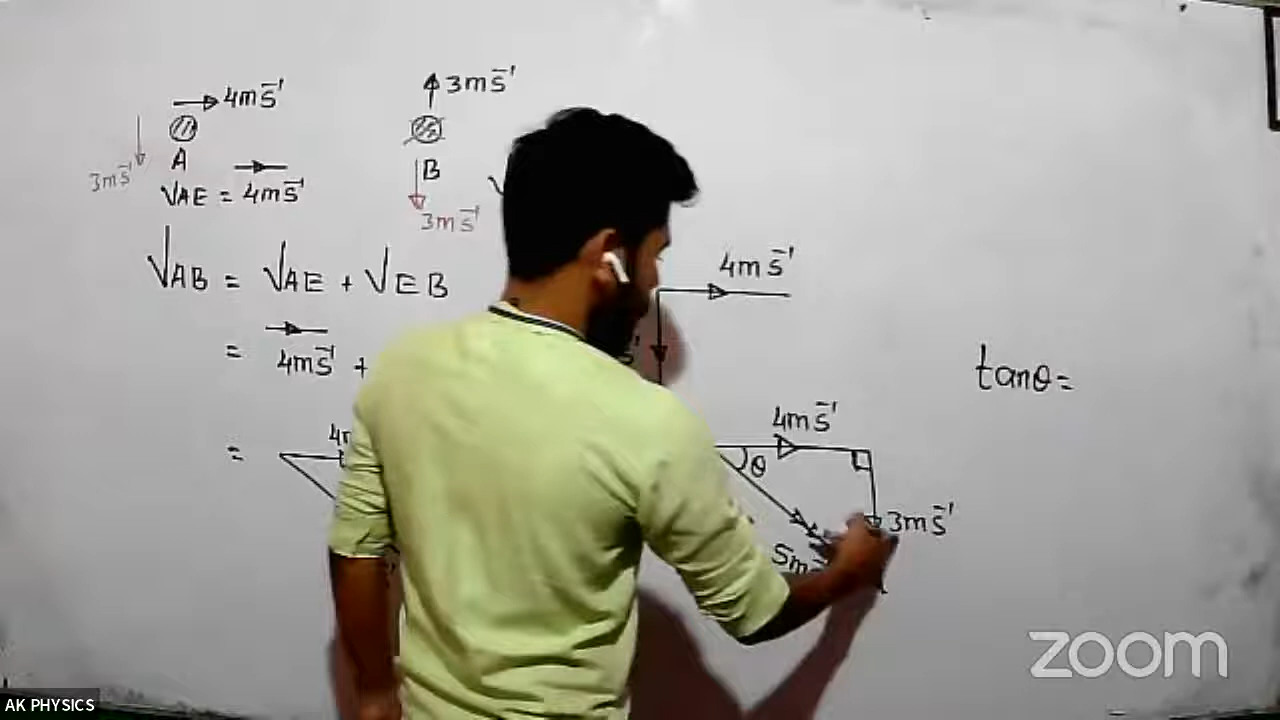 4ms⁻¹
3ms⁻¹
A
3ms⁻¹
VAE = 4ms⁻¹
B
3ms⁻¹
VAB = VAE + VEB
4ms⁻¹
= 4ms⁻¹ +
tanθ=
4ms⁻¹
=
θ
3ms⁻¹
zoom
AK PHYSICS